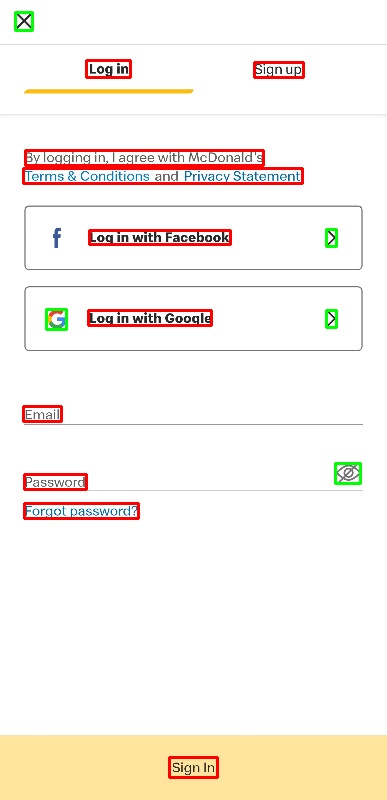 Log in
Sign up
By logging in, I agree with McDonald's
Terms & Conditions and Privacy Statement
Log in with Facebook
Log in with Google
Email
Password
Forgot password?
Sign In